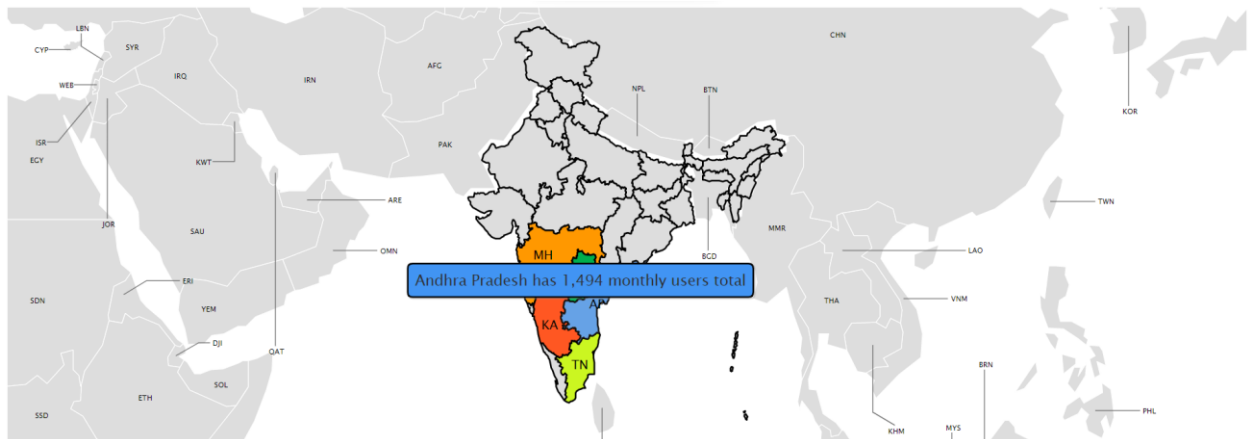 LBN
CHN
SYR
CYP
AFG
IRQ
IRN
WEB
NPL
BTN
KOR
ISR
PAK
EGY
KWT
ARE
TWN
JOR
MMR
SAU
OMN
LAO
MH
BCD
Andhra Pradesh has 1,494 monthly users total
ERI
SDN
VNM
THA
YEM
KA
DJI
QAT
TN
BRN
SOL
ETH
PHL
SSD
KHM
MYS